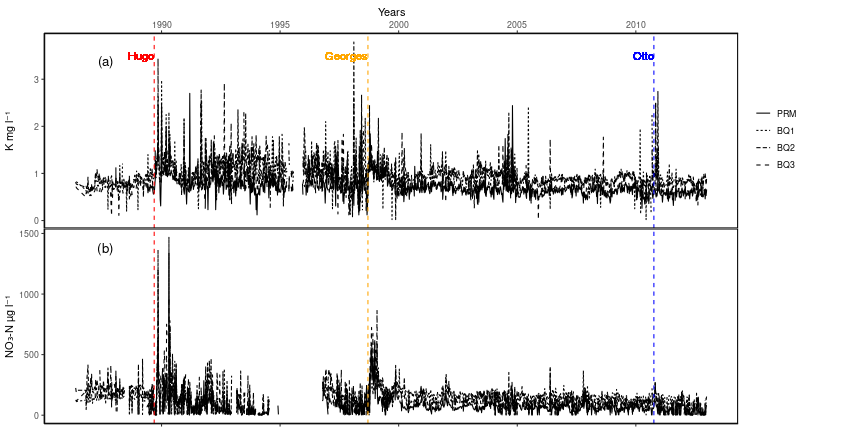 Years
1990 1995 2000 2005 2010
(a) Hugo Georges Otto
K mg l⁻¹
3
2
1
0
PRM
BQ1
BQ2
BQ3
(b)
NO₃-N µg l⁻¹
1500
1000
500
0